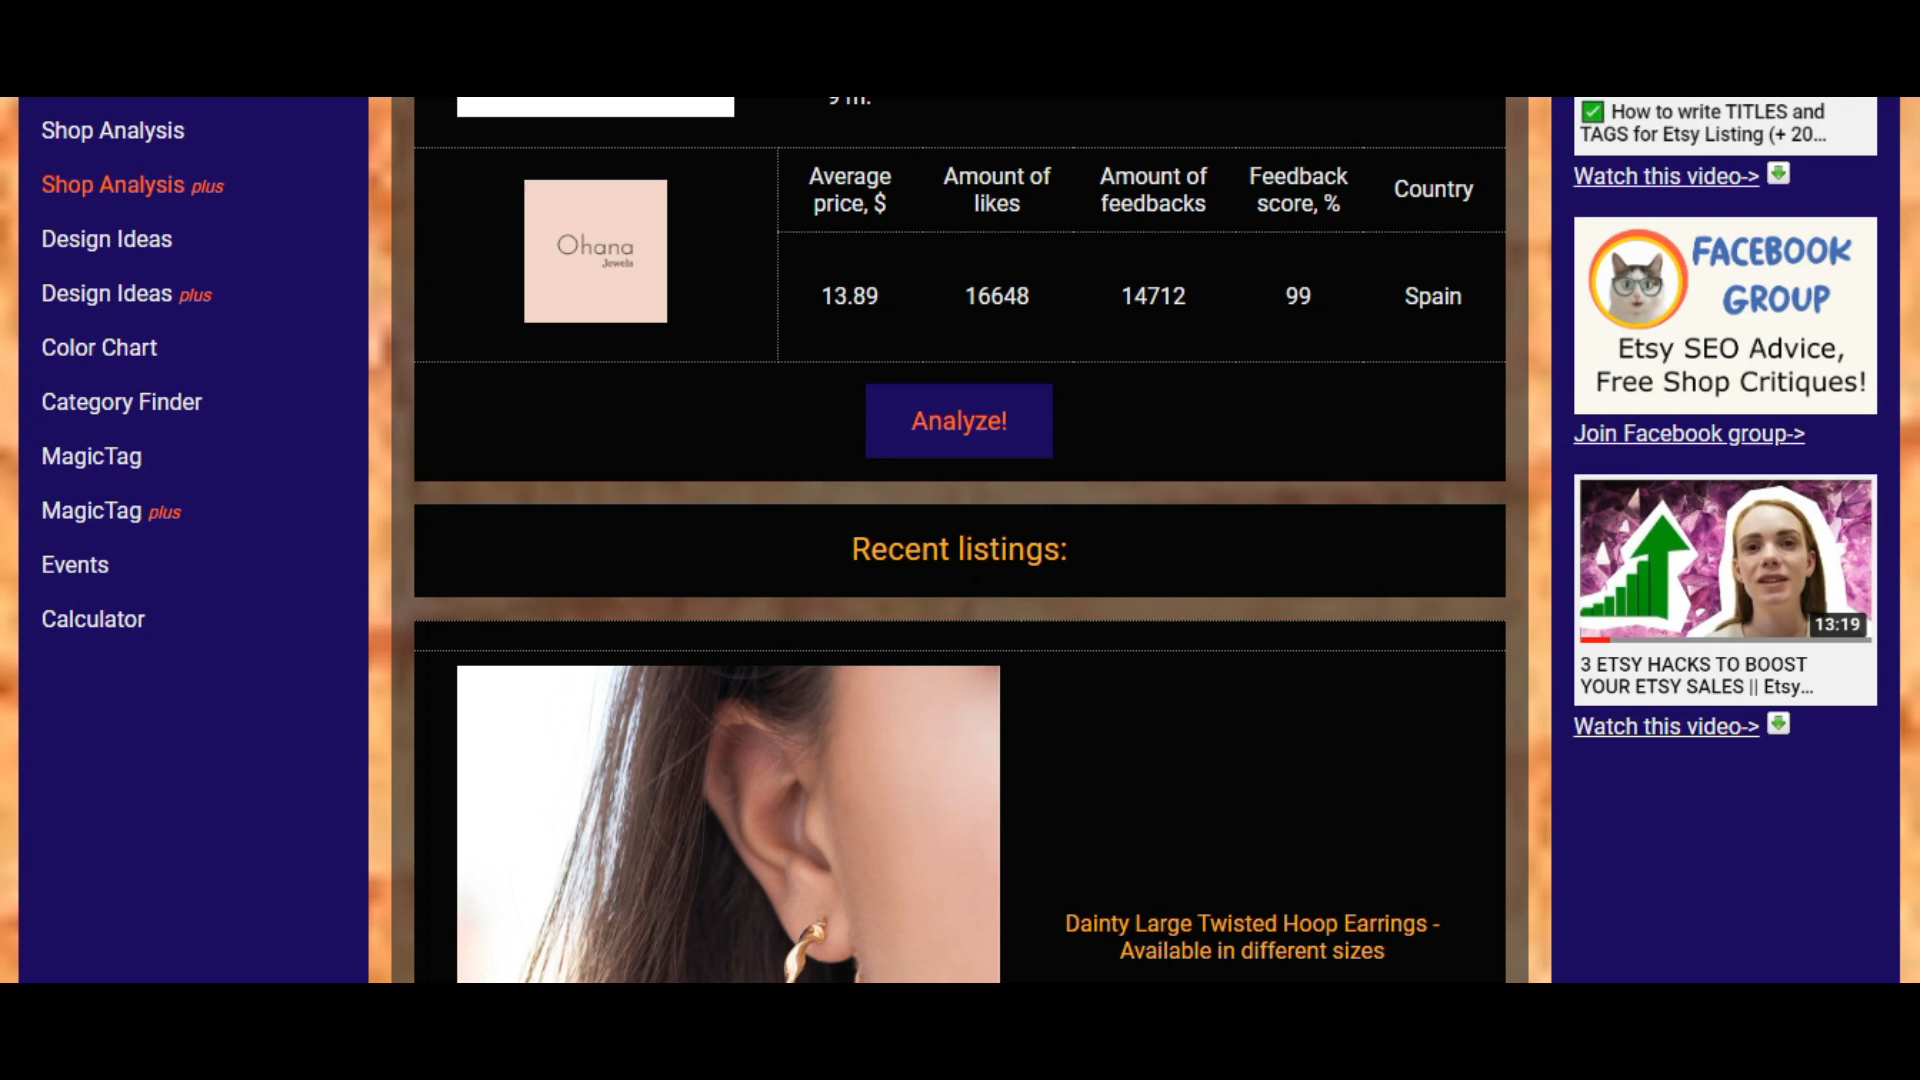 Shop Analysis
Shop Analysis plus
Design Ideas
Design Ideas plus
Color Chart
Category Finder
MagicTag
MagicTag plus
Events
Calculator
Ohana
Jewels
Average price, $
Amount of likes
Amount of feedbacks
Feedback score, %
Country
13.89
16648
14712
99
Spain
Analyze!
Recent listings:
Dainty Large Twisted Hoop Earrings -
Available in different sizes
How to write TITLES and
TAGS for Etsy Listing (+ 20...
Watch this video->
FACEBOOK
GROUP
Etsy SEO Advice,
Free Shop Critiques!
Join Facebook group->
13:19
3 ETSY HACKS TO BOOST
YOUR ETSY SALES || Etsy...
Watch this video->